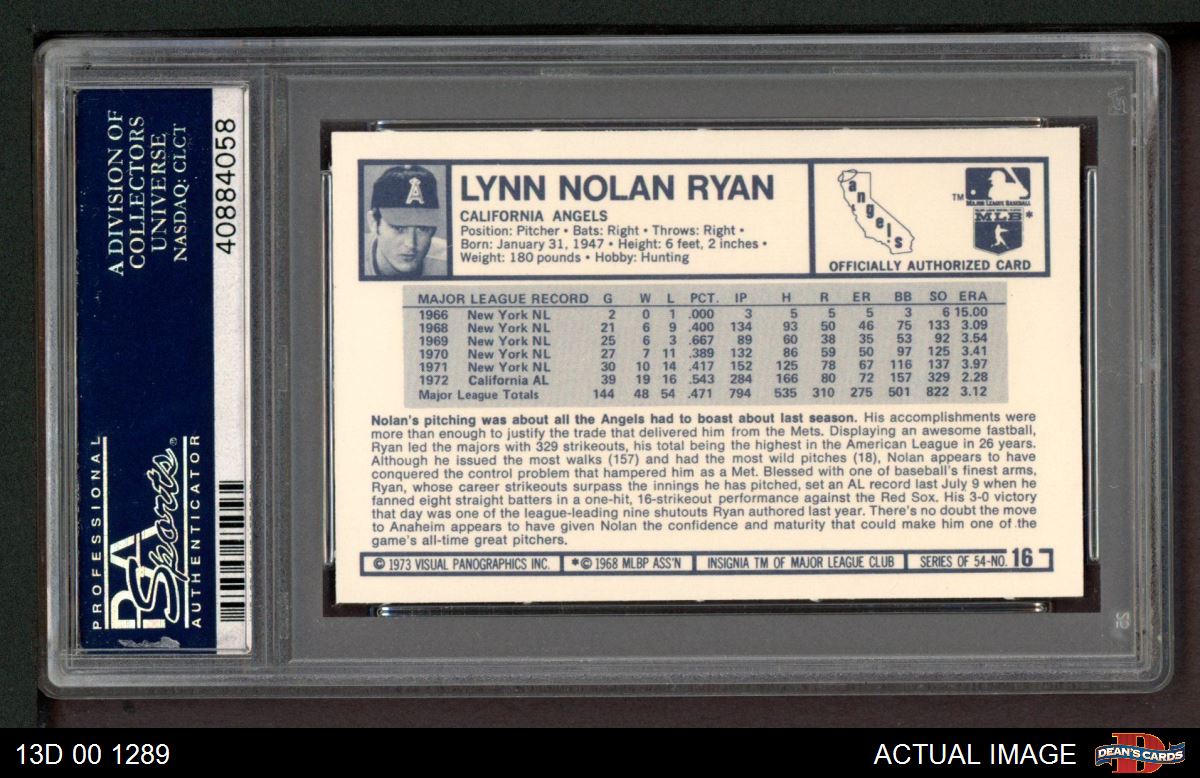 A DIVISION OF
COLLECTORS
UNIVERSE
NASDAQ: CLCT
40884058
PROFESSIONAL
PSA
Sports®
AUTHENTICATOR
LYNN NOLAN RYAN
CALIFORNIA ANGELS
Position: Pitcher • Bats: Right • Throws: Right •
Born: January 31, 1947 • Height: 6 feet, 2 inches •
Weight: 180 pounds • Hobby: Hunting
A
angels
TM
MAJOR LEAGUE BASEBALL
MLB *
OFFICIALLY AUTHORIZED CARD
MAJOR LEAGUE RECORD G W L PCT. IP H R ER BB SO ERA
1966 New York NL 2 0 1 .000 3 5 5 5 3 6 15.00
1968 New York NL 21 6 9 .400 134 93 50 46 75 133 3.09
1969 New York NL 25 6 3 .667 89 60 38 35 53 92 3.54
1970 New York NL 27 7 11 .389 132 86 59 50 97 125 3.41
1971 New York NL 30 10 14 .417 152 125 78 67 116 137 3.97
1972 California AL 39 19 16 .543 284 166 80 72 157 329 2.28
Major League Totals 144 48 54 .471 794 535 310 275 501 822 3.12
Nolan's pitching was about all the Angels had to boast about last season. His accomplishments were
more than enough to justify the trade that delivered him from the Mets. Displaying an awesome fastball,
Ryan led the majors with 329 strikeouts, his total being the highest in the American League in 26 years.
Although he issued the most walks (157) and had the most wild pitches (18), Nolan appears to have
conquered the control problem that hampered him as a Met. Blessed with one of baseball's finest arms,
Ryan, whose career strikeouts surpass the innings he has pitched, set an AL record last July 9 when he
fanned eight straight batters in a one-hit, 16-strikeout performance against the Red Sox. His 3-0 victory
that day was one of the league-leading nine shutouts Ryan authored last year. There's no doubt the move
to Anaheim appears to have given Nolan the confidence and maturity that could make him one of the
game's all-time great pitchers.
© 1973 VISUAL PANOGRAPHICS INC. *© 1968 MLBP ASS'N INSIGNIA TM OF MAJOR LEAGUE CLUB SERIES OF 54-NO. 16
13D 00 1289
ACTUAL IMAGE
DEAN'S CARDS